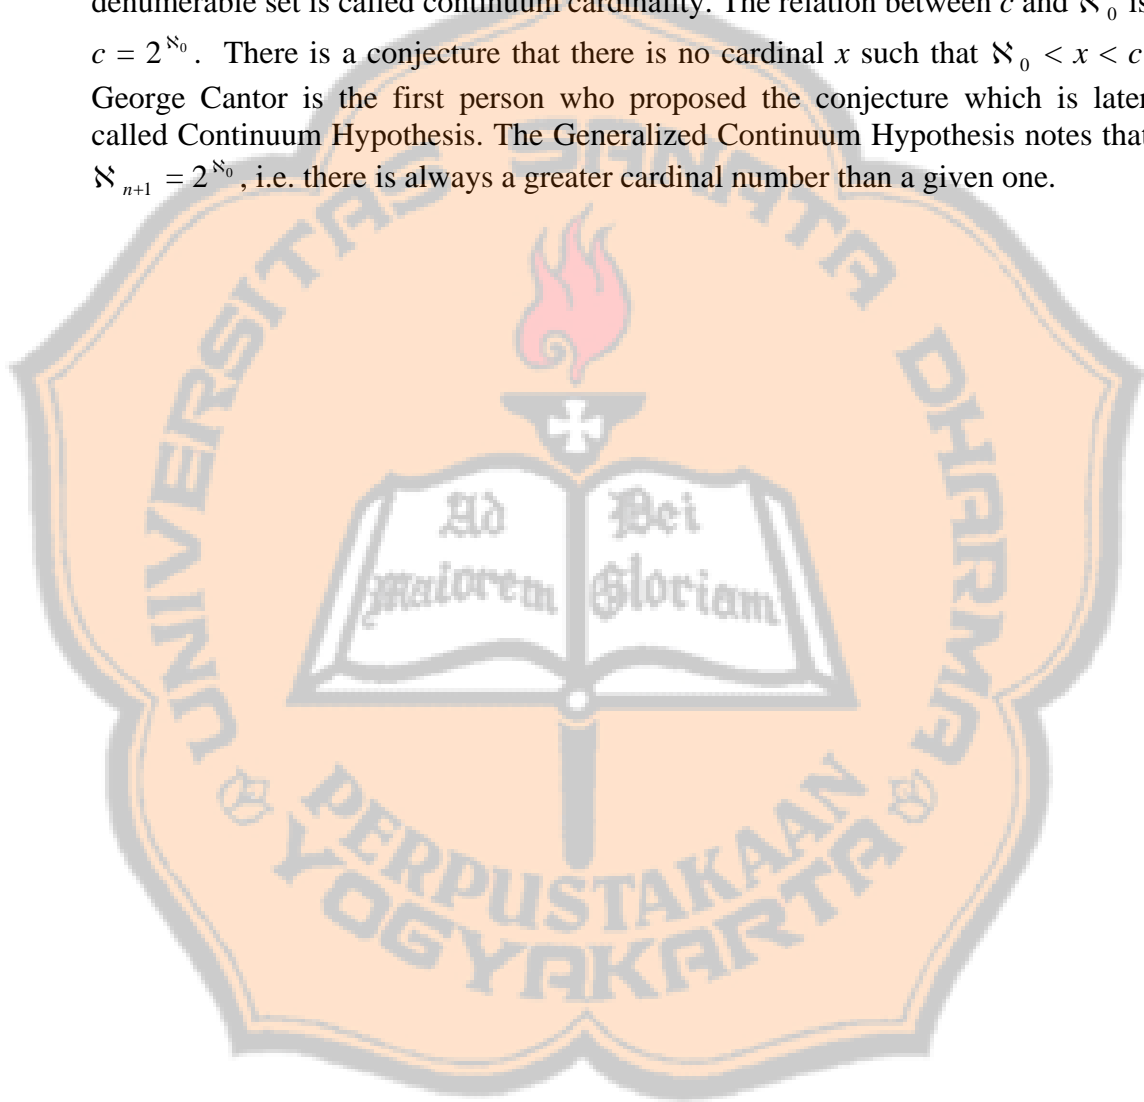 denumerable set is called continuum cardinality. The relation between c and ℵ 0 is
c = 2^ℵ0. There is a conjecture that there is no cardinal x such that ℵ 0 < x < c
George Cantor is the first person who proposed the conjecture which is later
called Continuum Hypothesis. The Generalized Continuum Hypothesis notes that
ℵ n+1 = 2^ℵ0, i.e. there is always a greater cardinal number than a given one.
UNIVERSITAS SANATA DHARMA
Ad Dei
Maiorem Gloriam
PERPUSTAKAAN
YOGYAKARTA